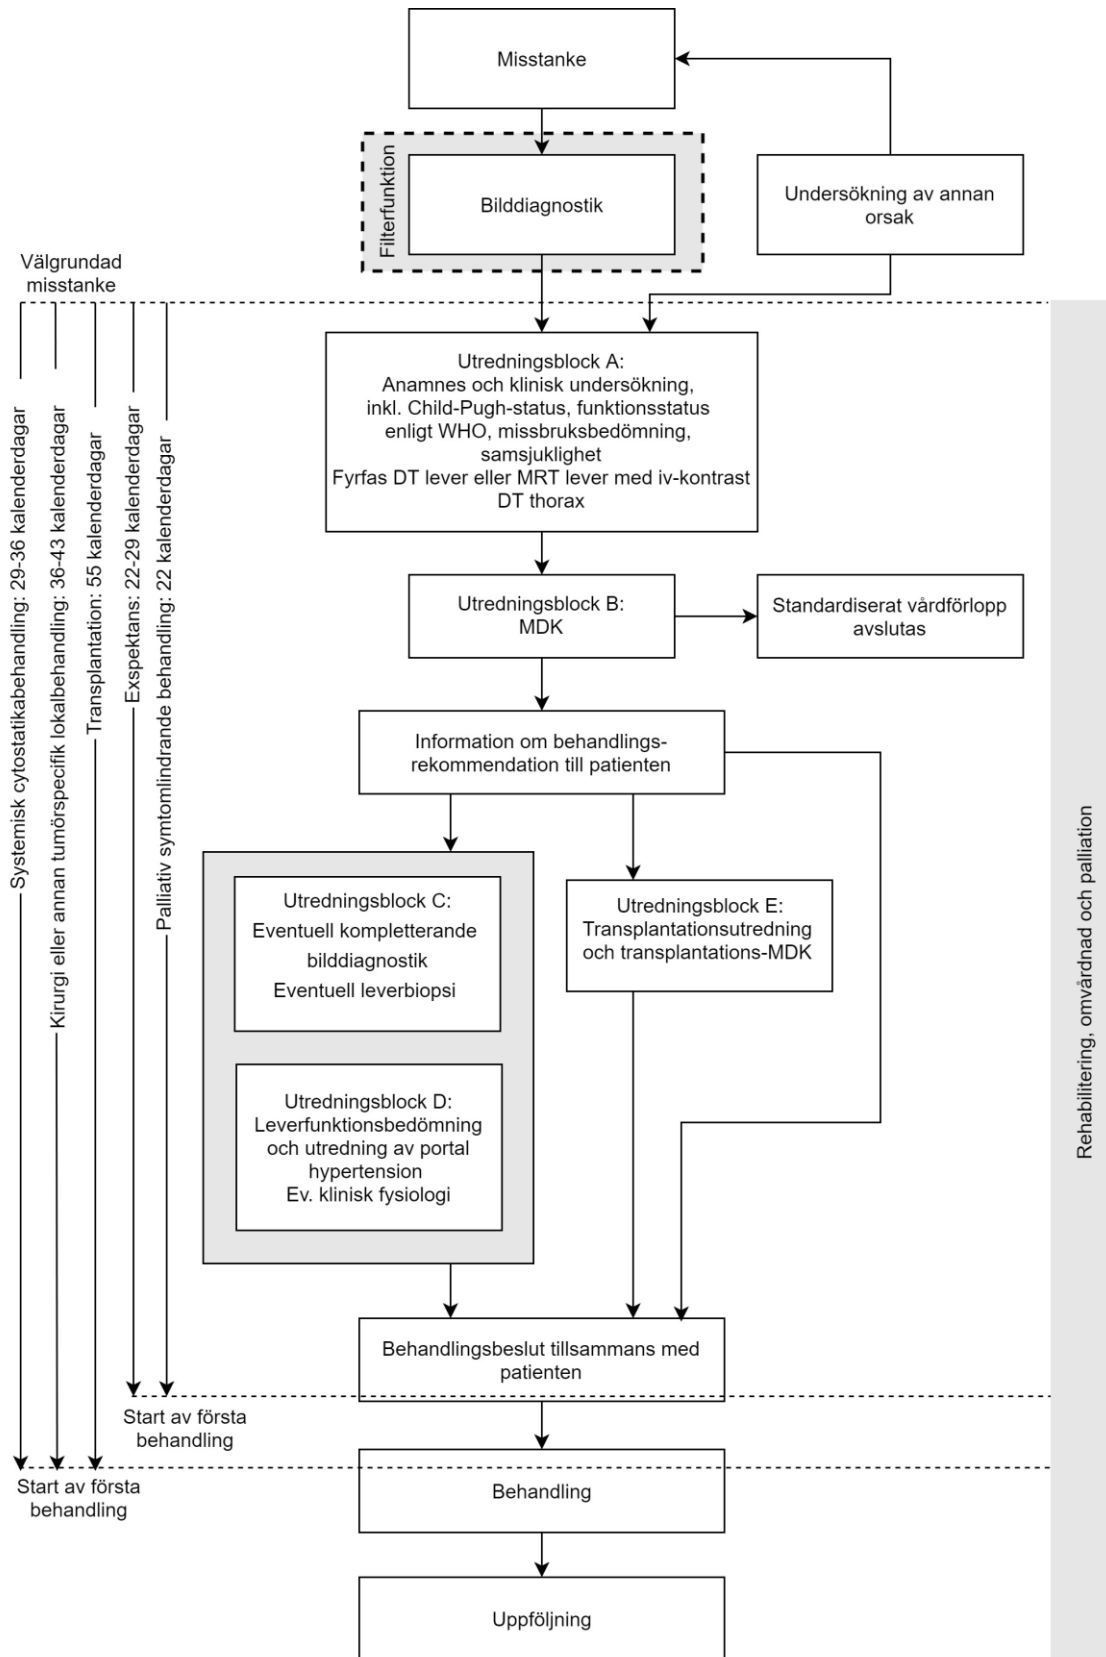 Misstanke
Filterfunktion
Bilddiagnostik
Undersökning av annan
orsak
Välgrundad
misstanke
Systemisk cytostatikabehandling: 29-36 kalenderdagar
Kirurgi eller annan tumörspecifik lokalbehandling: 36-43 kalenderdagar
Transplantation: 55 kalenderdagar
Exspektans: 22-29 kalenderdagar
Palliativ symtomlindrande behandling: 22 kalenderdagar
Utredningsblock A:
Anamnes och klinisk undersökning,
inkl. Child-Pugh-status, funktionsstatus
enligt WHO, missbruksbedömning,
samsjuklighet
Fyrfas DT lever eller MRT lever med iv-kontrast
DT thorax
Utredningsblock B:
MDK
Standardiserat vårdförlopp
avslutas
Information om behandlings-
rekommendation till patienten
Utredningsblock C:
Eventuell kompletterande
bilddiagnostik
Eventuell leverbiopsi
Utredningsblock E:
Transplantationsutredning
och transplantations-MDK
Utredningsblock D:
Leverfunktionsbedömning
och utredning av portal
hypertension
Ev. klinisk fysiologi
Rehabilitering, omvårdnad och palliation
Behandlingsbeslut tillsammans med
patienten
Start av första
behandling
Start av första
behandling
Behandling
Uppföljning